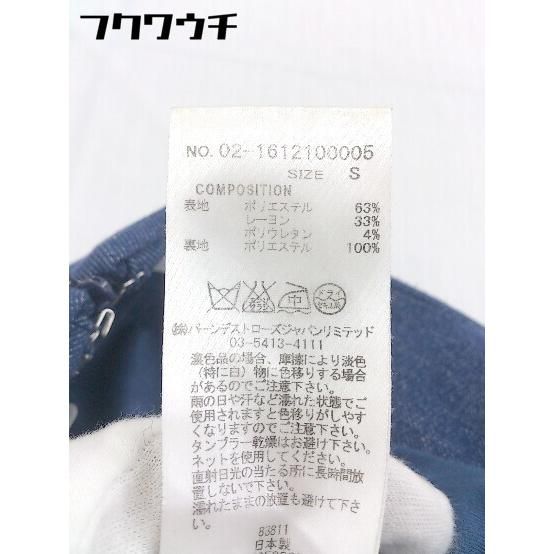 フクワウチ
NO. 02-1612100005
SIZE S
COMPOSITION
表地 ポリエステル 63%
レーヨン 33%
ポリウレタン 4%
裏地 ポリエステル 100%
ドライ
セキユ系
㈱バーンデストローズジャパンリミテッド
03-5413-4111
濃色品の場合、摩擦により淡色
(特に白)物に色移りする場合
があるのでご注意下さい。
雨の日や汗など濡れた状態でご
使用されますと色移りがしやす
くなりますのでご注意下さい。
タンブラー乾燥はお避け下さい。
ネットを使用してください。
直射日光の当たる所に長時間放
置しないで下さい。
濡れたままの放置も避けて下さ
い。
83811
日本製